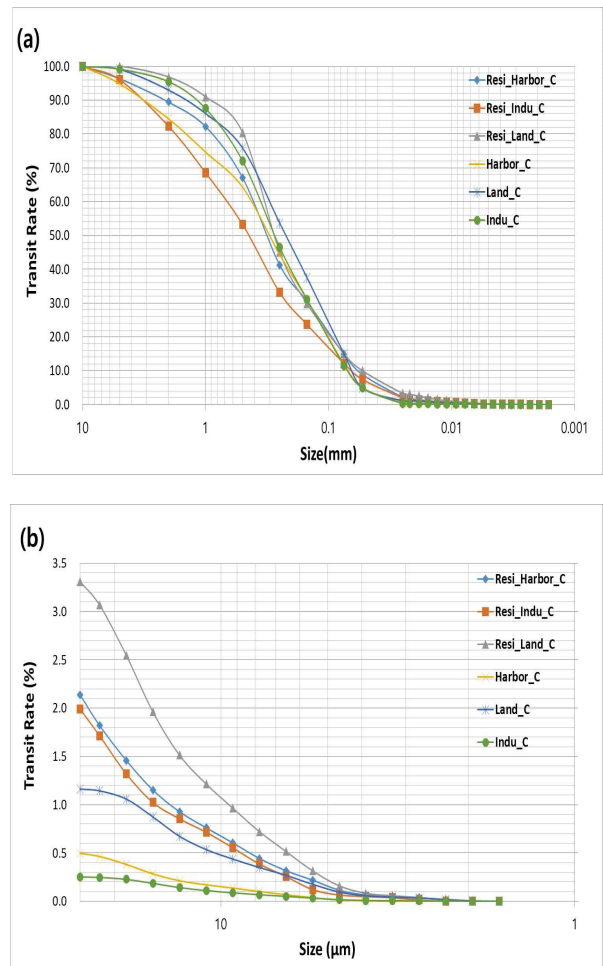 (a)
Transit Rate (%)
100.0
90.0
80.0
70.0
60.0
50.0
40.0
30.0
20.0
10.0
0.0
Resi_Harbor_C
Resi_Indu_C
Resi_Land_C
Harbor_C
Land_C
Indu_C
10 1 0.1 0.01 0.001
Size(mm)
(b)
Transit Rate (%)
3.5
3.0
2.5
2.0
1.5
1.0
0.5
0.0
Resi_Harbor_C
Resi_Indu_C
Resi_Land_C
Harbor_C
Land_C
Indu_C
10 1
Size (μm)